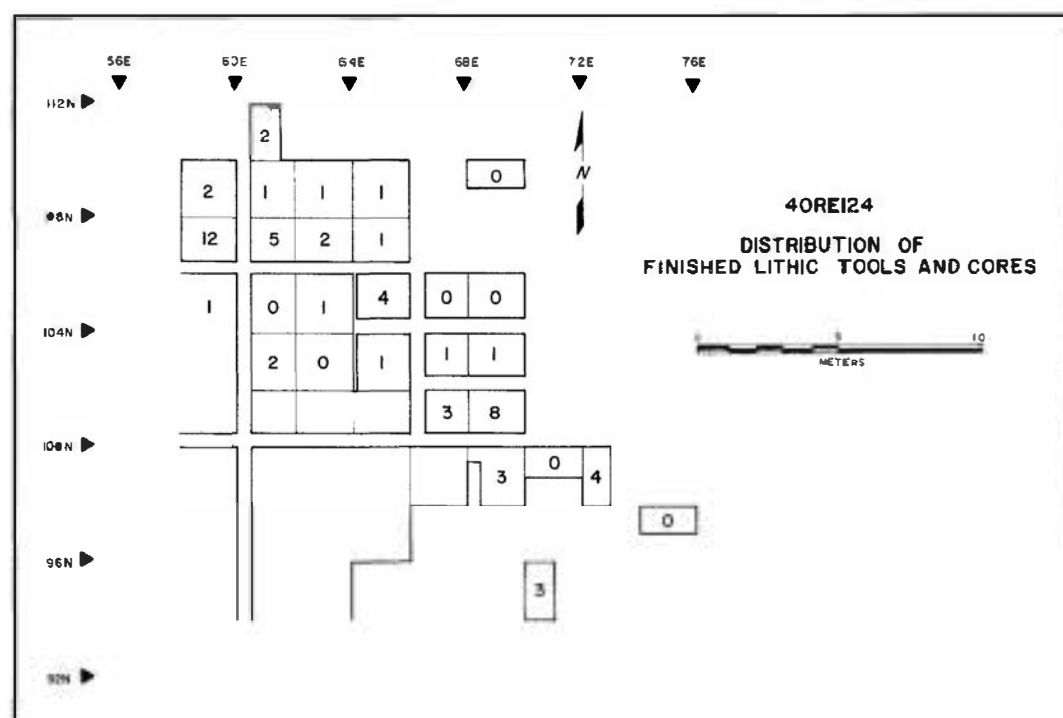 56E 60E 64E 68E 72E 76E
112N
2
N
2 1 1 1 0
98N
12 5 2 1
40RE124
DISTRIBUTION OF
FINISHED LITHIC TOOLS AND CORES
1 0 1 4 0 0
104N
2 0 1 1 1
0 5 10
METERS
3 8
100N
3 0 4
0
96N
3
92N